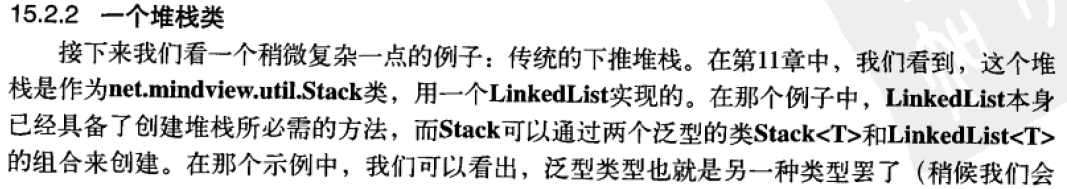 15.2.2 一个堆栈类
接下来我们看一个稍微复杂一点的例子：传统的下推堆栈。在第11章中，我们看到，这个堆
栈是作为net.mindview.util.Stack类，用一个LinkedList实现的。在那个例子中，LinkedList本身
已经具备了创建堆栈所必需的方法，而Stack可以通过两个泛型的类Stack<T>和LinkedList<T>
的组合来创建。在那个示例中，我们可以看出，泛型类型也就是另一种类型罢了（稍候我们会